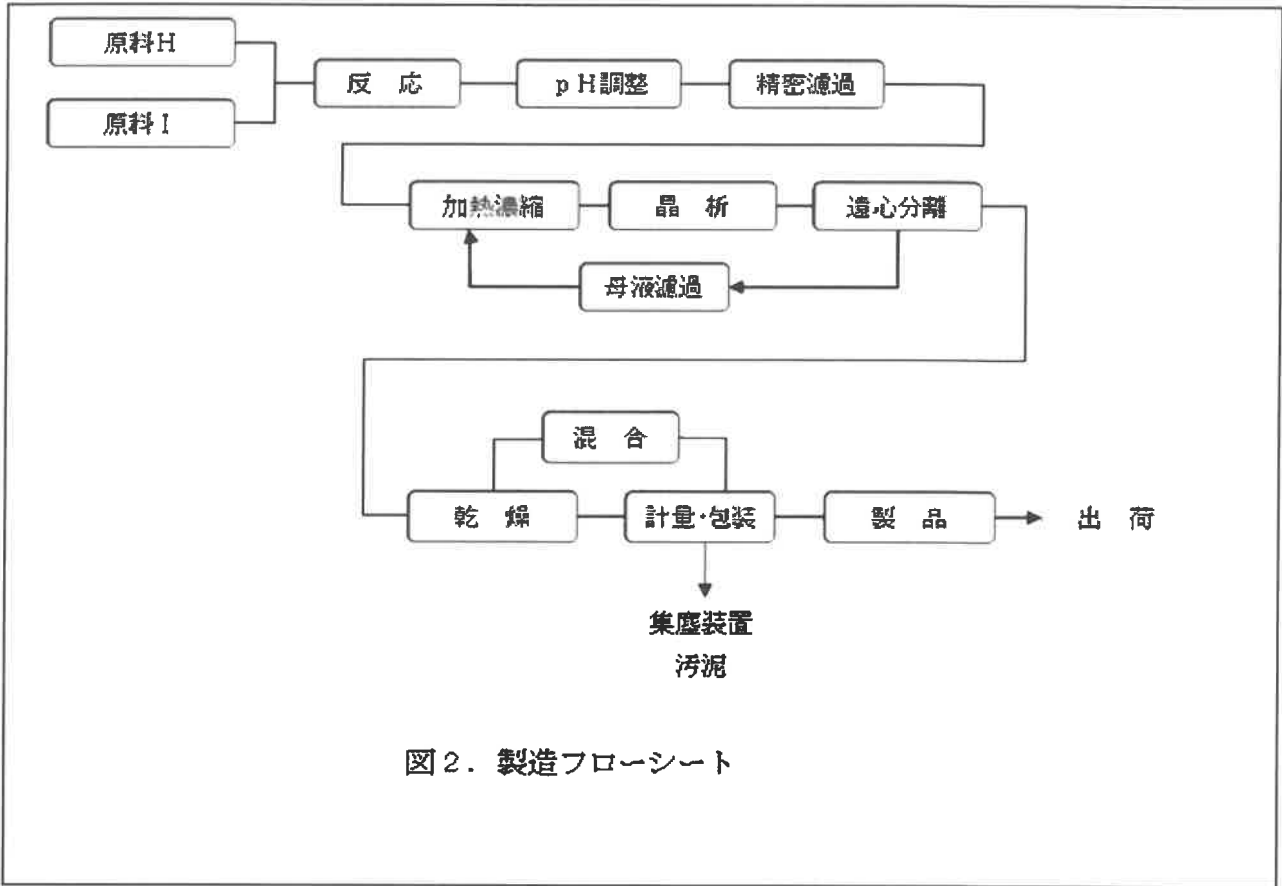 原料H
原料I
反 応
pH調整
精密濾過
加熱濃縮
晶 析
遠心分離
母液濾過
混 合
乾 燥
計量・包装
製 品
出 荷
集塵装置
汚泥
図2. 製造フローシート